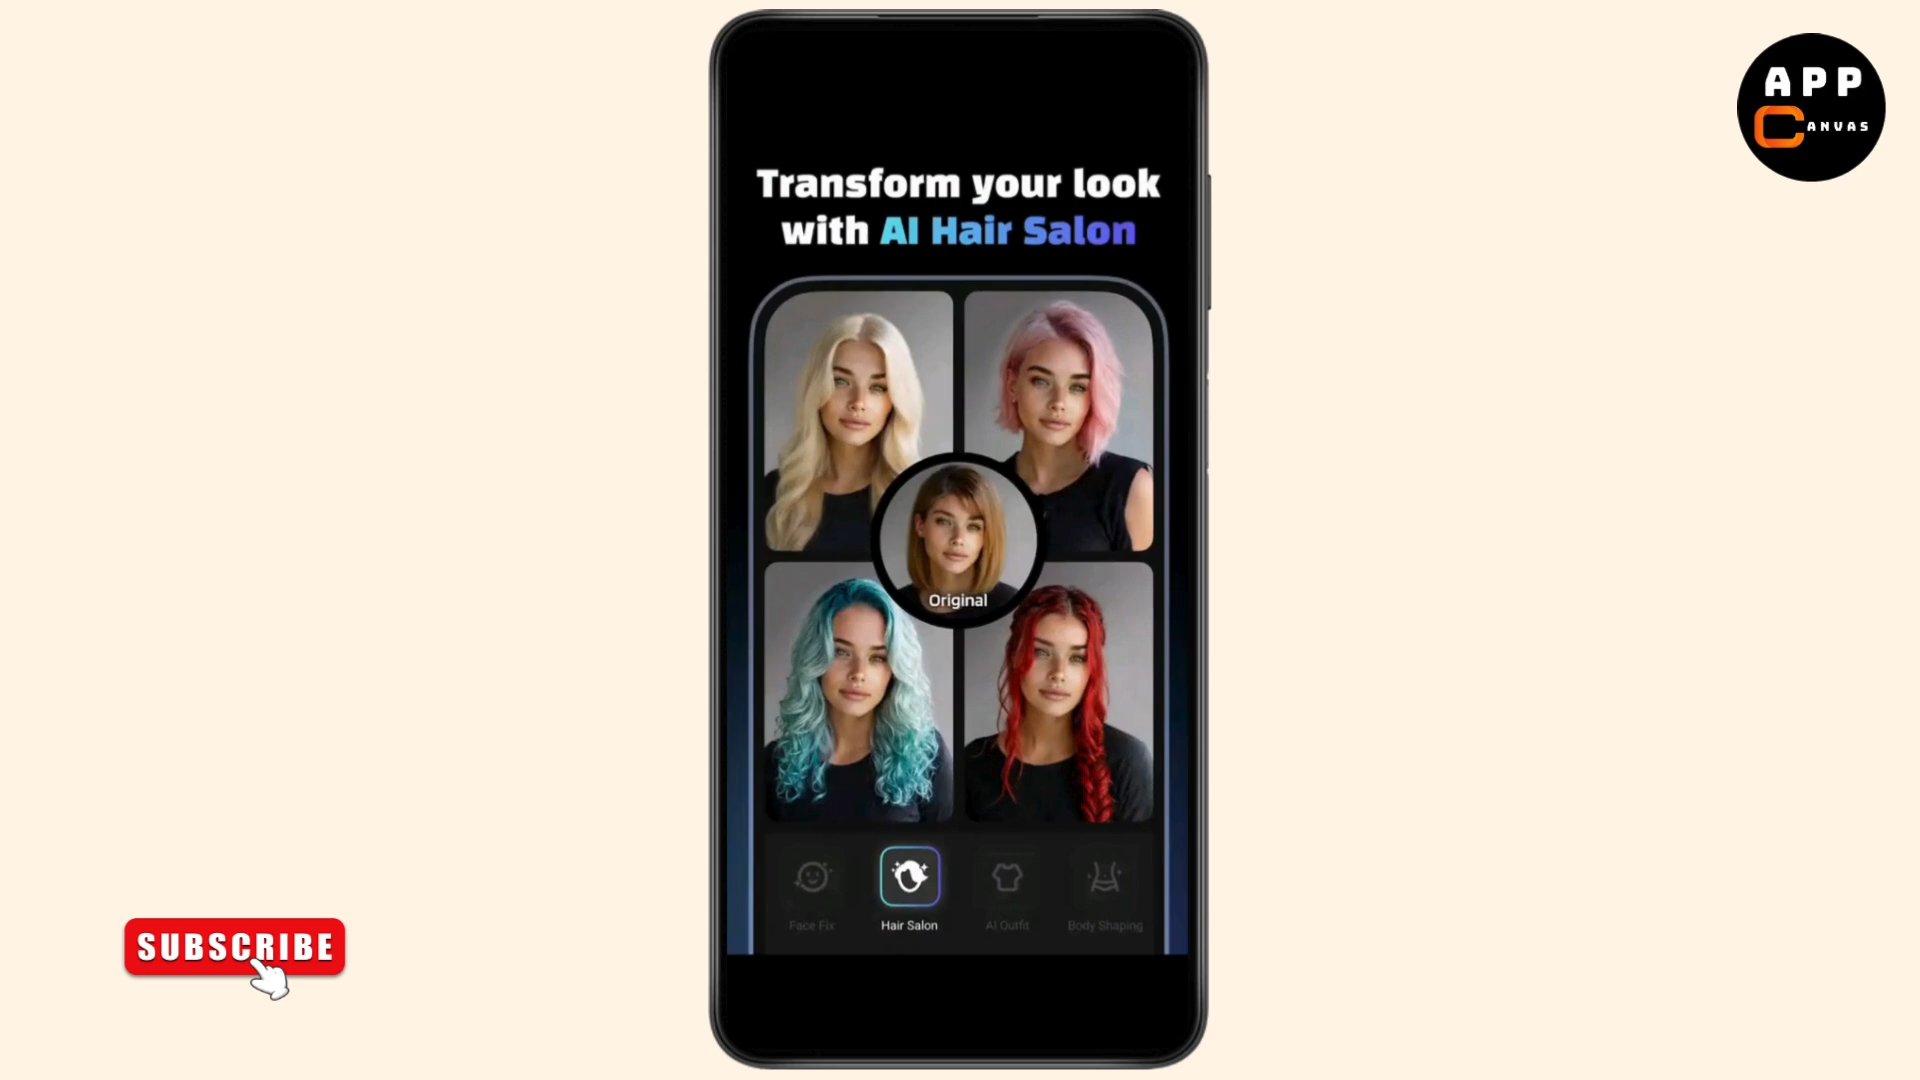 Transform your look
with AI Hair Salon
Original
Face Fix
Hair Salon
AI Outfit
Body Shaping
APP
CANVAS
SUBSCRIBE